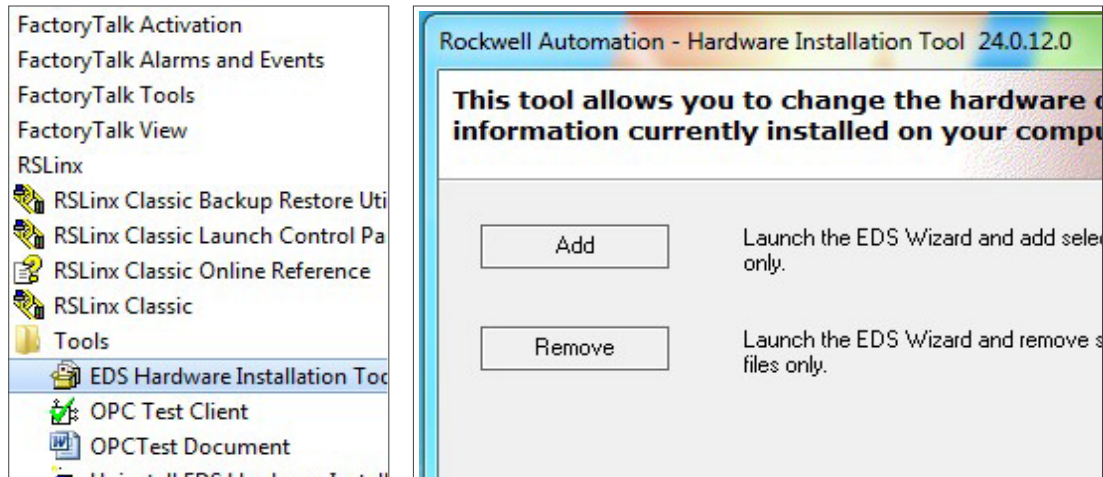 FactoryTalk Activation
FactoryTalk Alarms and Events
FactoryTalk Tools
FactoryTalk View
RSLinx
RSLinx Classic Backup Restore Uti
RSLinx Classic Launch Control Pa
RSLinx Classic Online Reference
RSLinx Classic
Tools
EDS Hardware Installation Too
OPC Test Client
OPCTest Document
Rockwell Automation - Hardware Installation Tool 24.0.12.0
This tool allows you to change the hardware
information currently installed on your compu
Add
Launch the EDS Wizard and add selec
only.
Remove
Launch the EDS Wizard and remove s
files only.